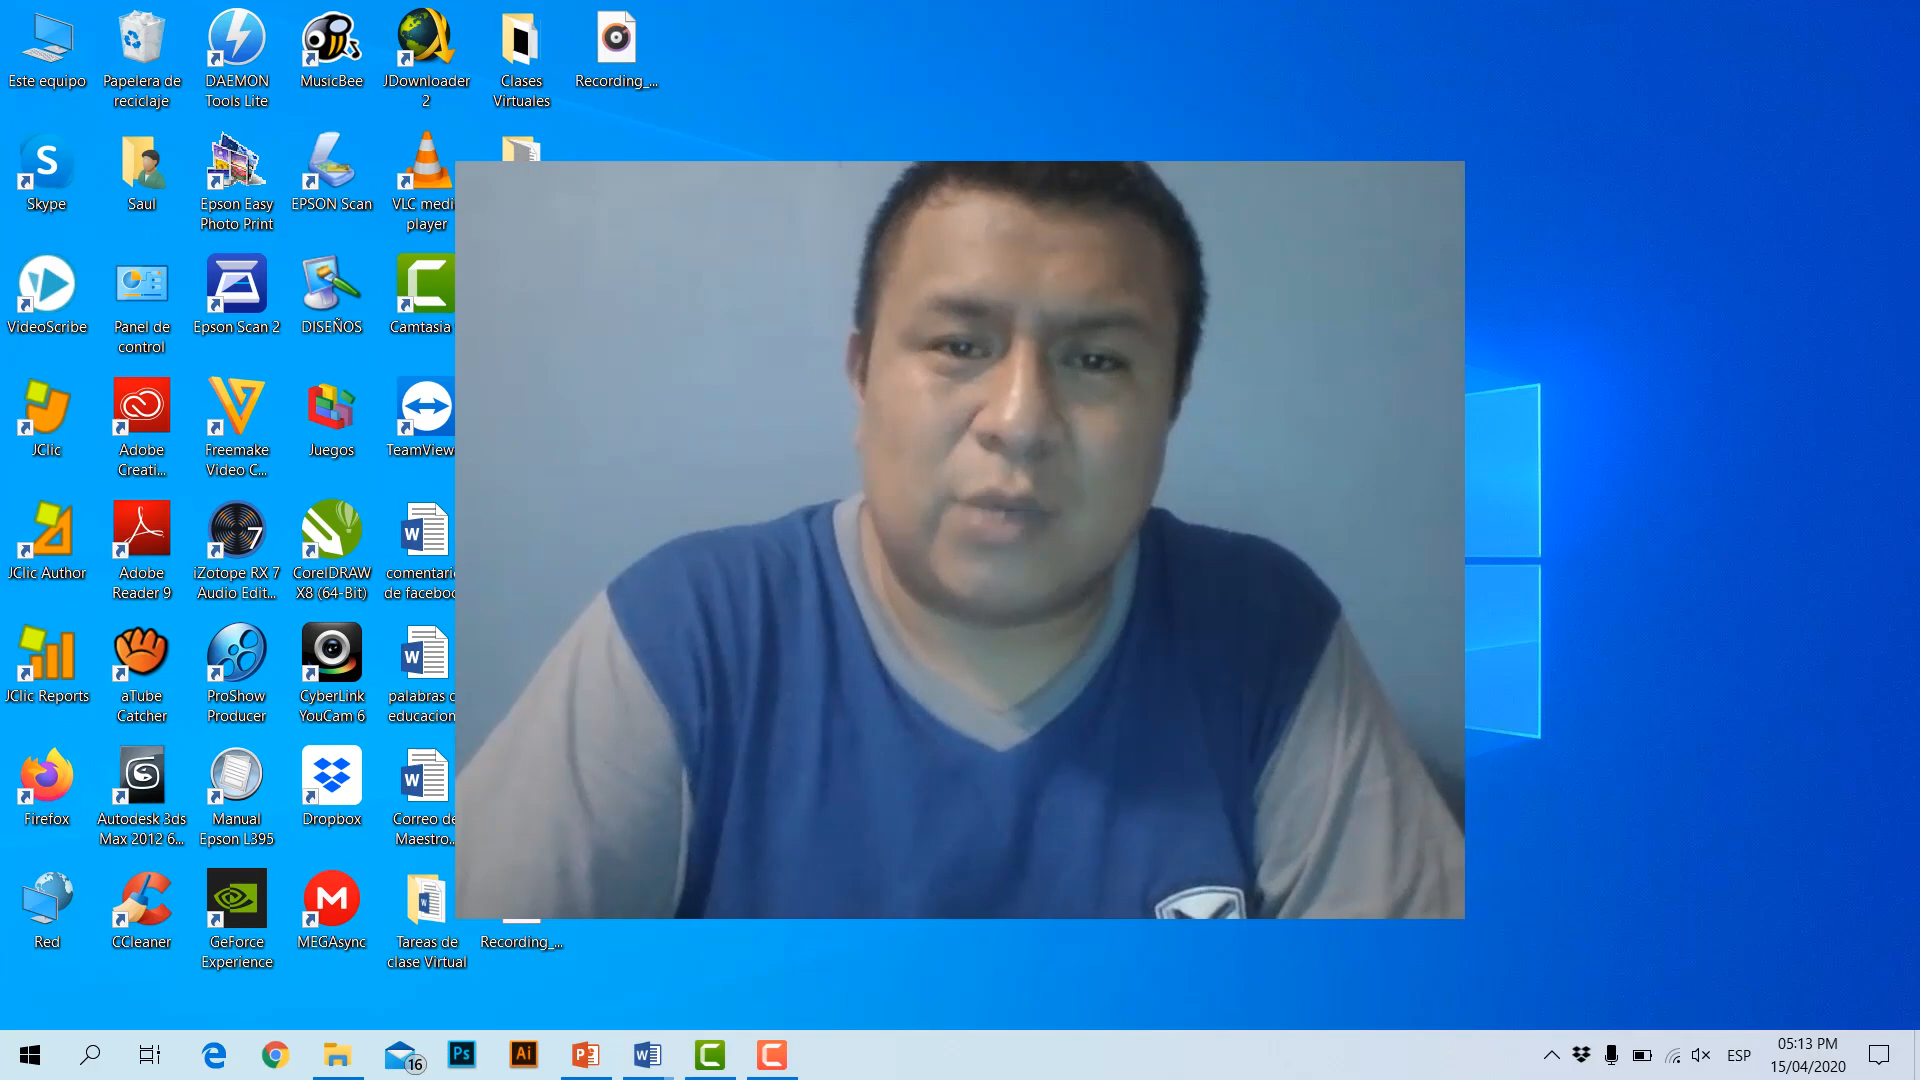 Este equipo
Papelera de
reciclaje
DAEMON
Tools Lite
MusicBee
JDownloader
2
Clases
Virtuales
Recording_...
S
Skype
Saul
Epson Easy
Photo Print
EPSON Scan
VLC medi
player
VideoScribe
Panel de
control
Epson Scan 2
DISEÑOS
Camtasia
JClic
Adobe
Creati...
Freemake
Video C...
Juegos
TeamView
JClic Author
Adobe
Reader 9
7
iZotope RX 7
Audio Edit...
CorelDRAW
X8 (64-Bit)
W
comentari
de faceboo
JClic Reports
aTube
Catcher
ProShow
Producer
CyberLink
YouCam 6
W
palabras
educacion
Firefox
Autodesk 3ds
Max 2012 6...
Manual
Epson L395
Dropbox
W
Correo de
Maestro..
Red
CCleaner
GeForce
Experience
M
MEGAsync
W
Tareas de
clase Virtual
Recording_...
16
Ps
Ai
P
W
C
C
ESP
05:13 PM
15/04/2020